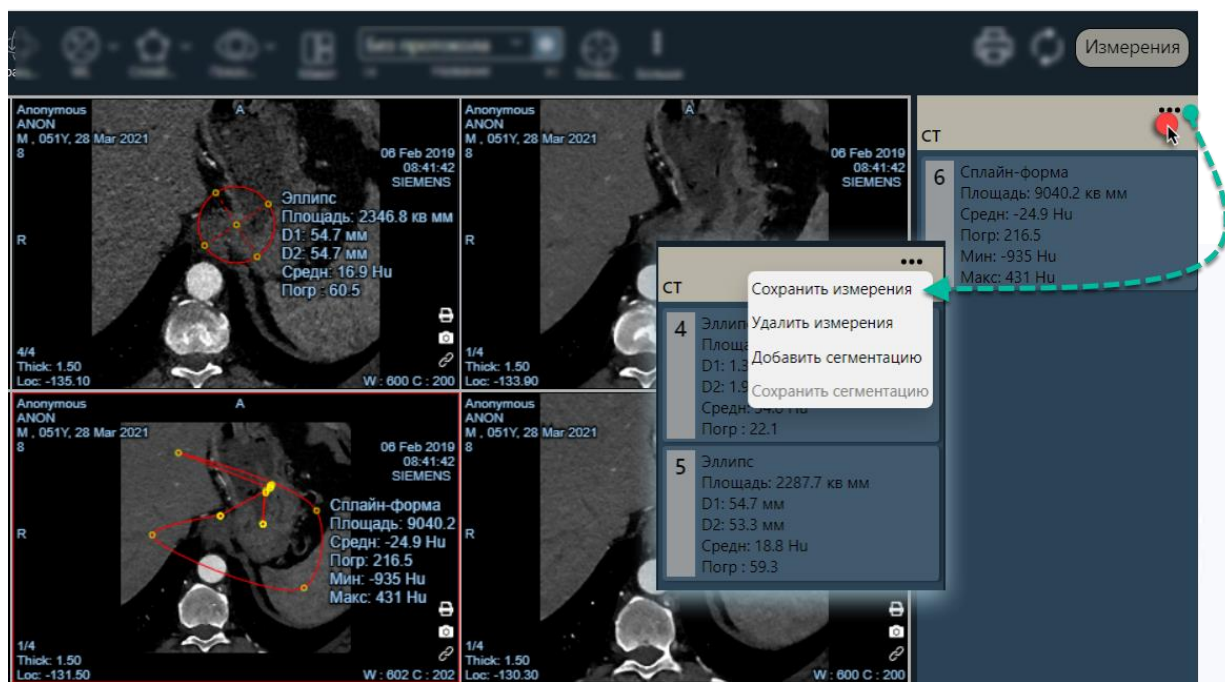 Без протокола
Измерения
Anonymous
ANON
M , 051Y, 28 Mar 2021
8
A
06 Feb 2019
08:41:42
SIEMENS
R
Эллипс
Площадь: 2346.8 кв мм
D1: 54.7 мм
D2: 54.7 мм
Средн: 16.9 Hu
Погр : 60.5
4/4
Thick: 1.50
Loc: -135.10
W : 600 C : 200
Anonymous
ANON
M , 051Y, 28 Mar 2021
8
A
06 Feb 2019
08:41:42
SIEMENS
R
1/4
Thick: 1.50
Loc: -133.90
Anonymous
ANON
M , 051Y, 28 Mar 2021
8
A
06 Feb 2019
08:41:42
SIEMENS
R
Сплайн-форма
Площадь: 9040.2
Средн: -24.9 Hu
Погр: 216.5
Мин: -935 Hu
Макс: 431 Hu
1/4
Thick: 1.50
Loc: -131.50
W : 602 C : 202
Anonymous
ANON
M , 051Y, 28 Mar 2021
8
R
1/4
Thick: 1.50
Loc: -130.30
W : 600 C : 200
CT
6
Сплайн-форма
Площадь: 9040.2 кв мм
Средн: -24.9 Hu
Погр: 216.5
Мин: -935 Hu
Макс: 431 Hu
CT
Сохранить измерения
Удалить измерения
Добавить сегментацию
Сохранить сегментацию
4
Погр : 22.1
5
Эллипс
Площадь: 2287.7 кв мм
D1: 54.7 мм
D2: 53.3 мм
Средн: 18.8 Hu
Погр : 59.3